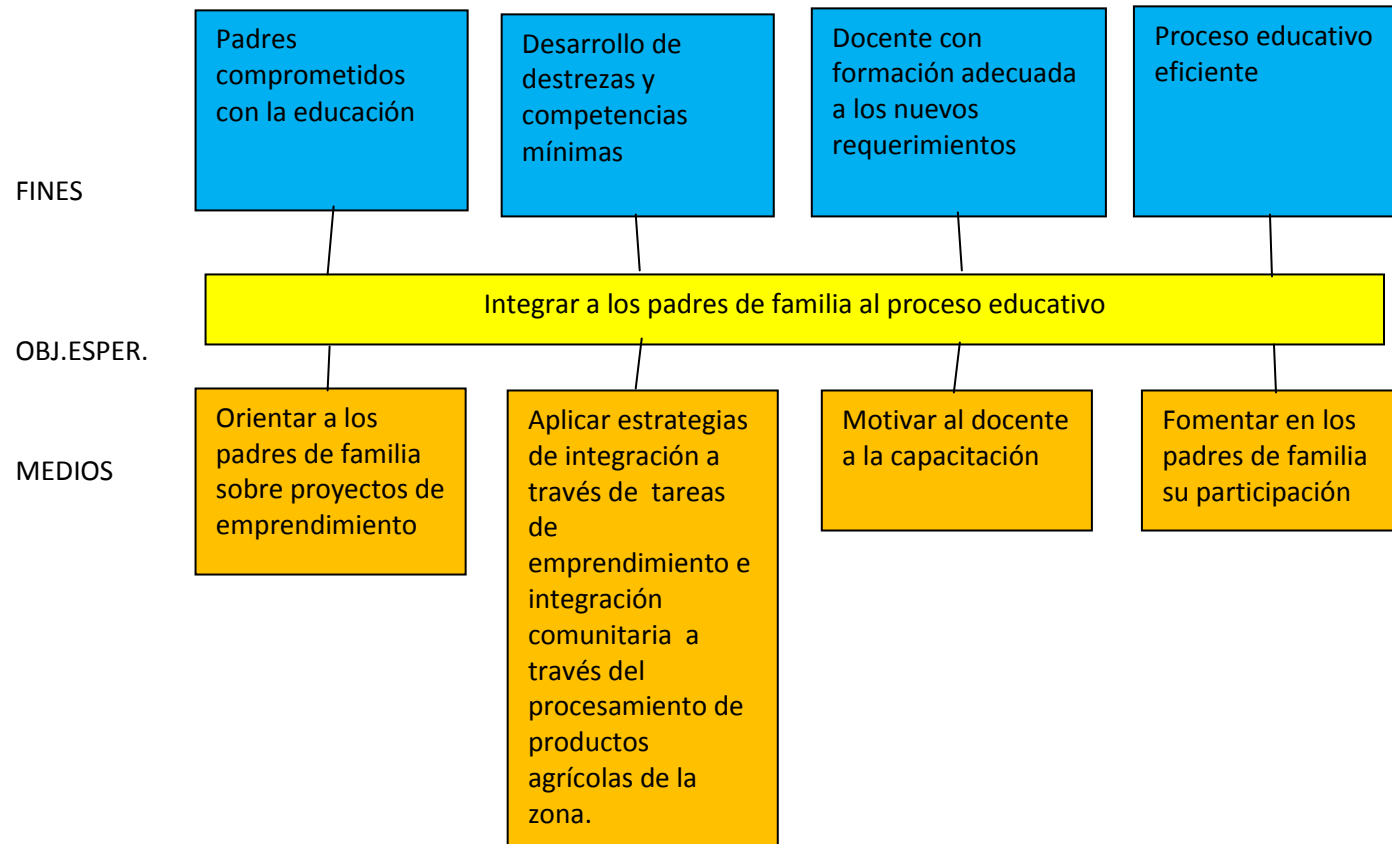 Padres
comprometidos
con la educación
Desarrollo de
destrezas y
competencias
mínimas
Docente con
formación adecuada
a los nuevos
requerimientos
Proceso educativo
eficiente
FINES
Integrar a los padres de familia al proceso educativo
OBJ.ESPER.
Orientar a los
padres de familia
sobre proyectos de
emprendimiento
Aplicar estrategias
de integración a
través de  tareas
de
emprendimiento e
integración
comunitaria  a
través del
procesamiento de
productos
agrícolas de la
zona.
Motivar al docente
a la capacitación
Fomentar en los
padres de familia
su participación
MEDIOS